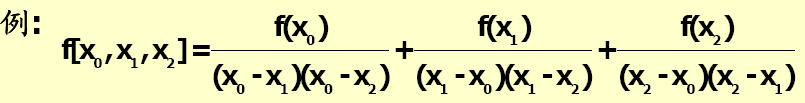 例:
f[x₀,x₁,x₂]=f(x₀)/((x₀-x₁)(x₀-x₂))+f(x₁)/((x₁-x₀)(x₁-x₂))+f(x₂)/((x₂-x₀)(x₂-x₁))